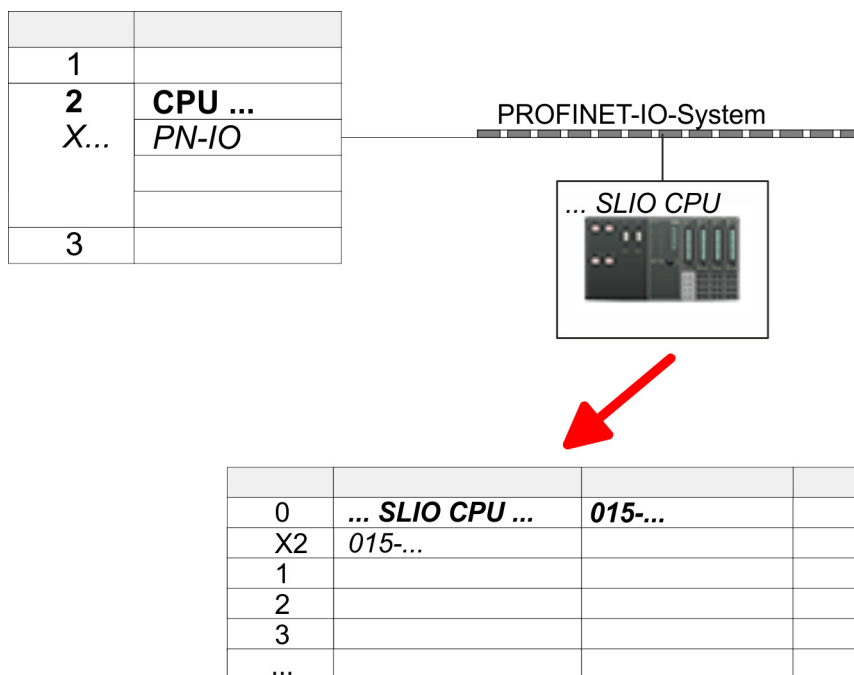 1
2 CPU ...
X... PN-IO
3
PROFINET-IO-System
... SLIO CPU
0 ... SLIO CPU ... 015-...
X2 015-...
1
2
3
...